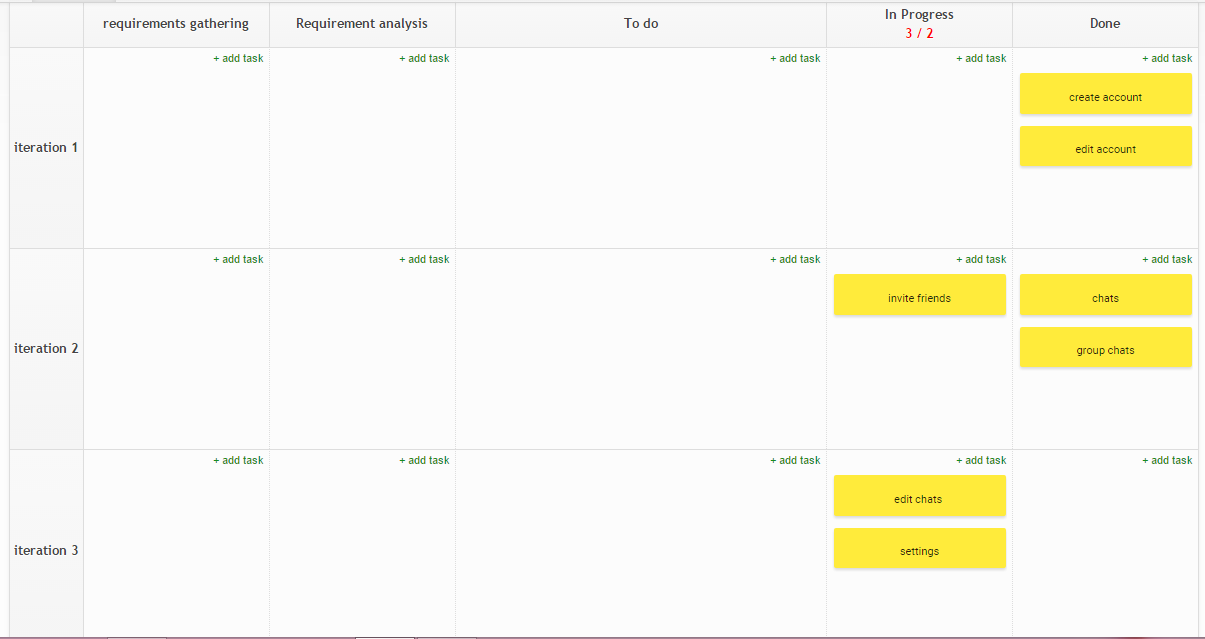 requirements gathering
Requirement analysis
To do
In Progress
3 / 2
Done
iteration 1
+ add task
+ add task
+ add task
+ add task
+ add task
create account
edit account
iteration 2
+ add task
+ add task
+ add task
+ add task
invite friends
+ add task
chats
group chats
iteration 3
+ add task
+ add task
+ add task
+ add task
edit chats
settings
+ add task